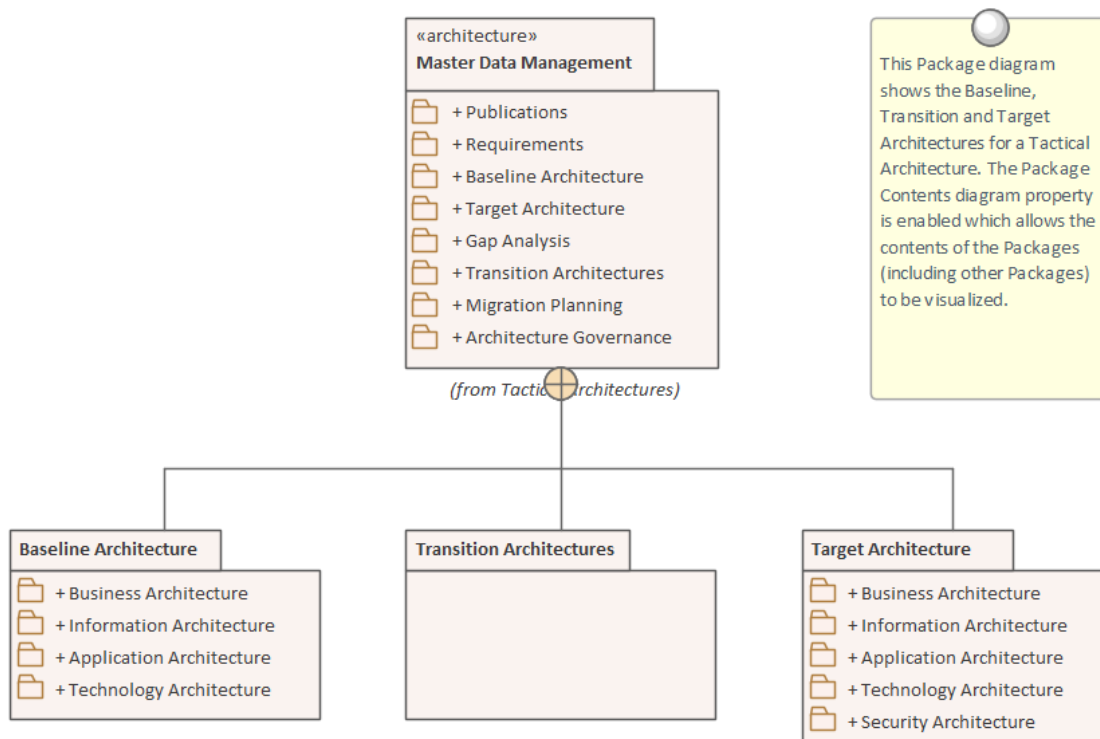 «architecture»
Master Data Management
+ Publications
+ Requirements
+ Baseline Architecture
+ Target Architecture
+ Gap Analysis
+ Transition Architectures
+ Migration Planning
+ Architecture Governance
(from Tactical Architectures)
This Package diagram
shows the Baseline,
Transition and Target
Architectures for a Tactical
Architecture. The Package
Contents diagram property
is enabled which allows the
contents of the Packages
(including other Packages)
to be visualized.
Baseline Architecture
+ Business Architecture
+ Information Architecture
+ Application Architecture
+ Technology Architecture
Transition Architectures
Target Architecture
+ Business Architecture
+ Information Architecture
+ Application Architecture
+ Technology Architecture
+ Security Architecture